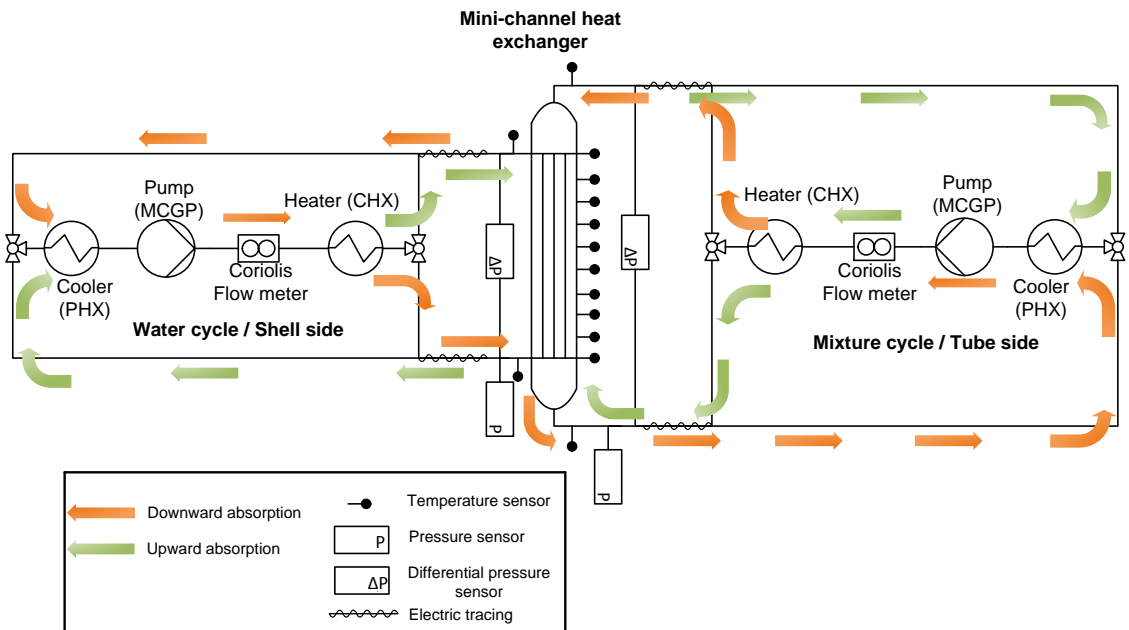 Mini-channel heat
exchanger
Pump
(MCGP)
Heater (CHX)
Cooler
(PHX)
Coriolis
Flow meter
Water cycle / Shell side
ΔP
P
ΔP
P
Heater (CHX)
Pump
(MCGP)
Coriolis
Flow meter
Cooler
(PHX)
Mixture cycle / Tube side
Downward absorption
Upward absorption
Temperature sensor
P
Pressure sensor
ΔP
Differential pressure
sensor
Electric tracing